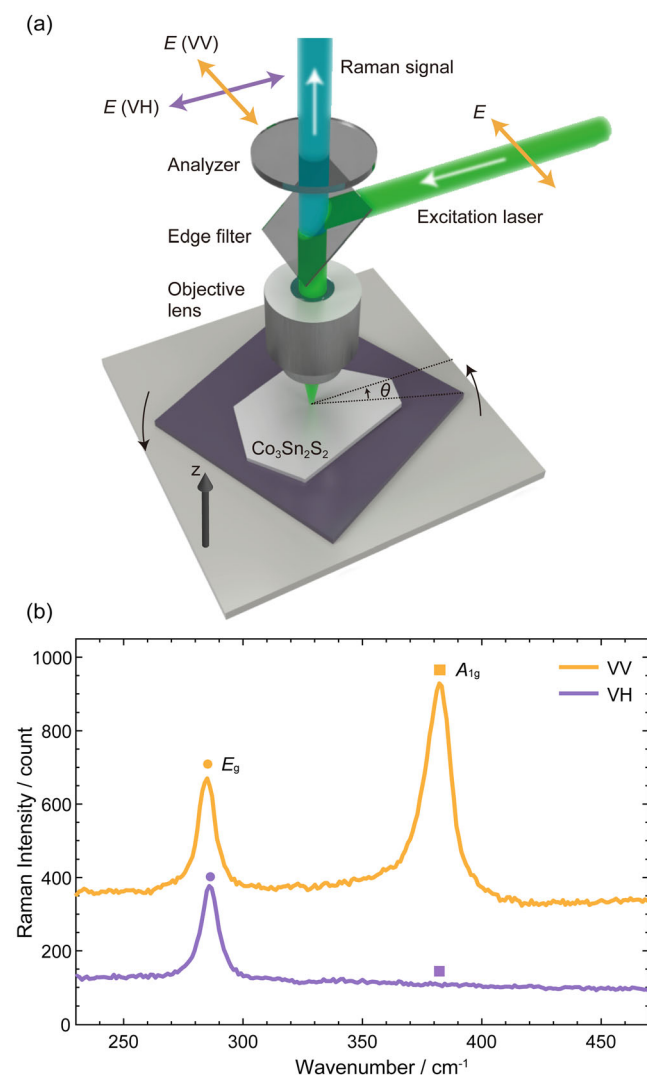 (a)
E (VV)
Raman signal
E (VH)
E
Analyzer
Excitation laser
Edge filter
Objective
lens
θ
Co₃Sn₂S₂
z
(b)
1000
VV
A₁g
VH
800
Eg
600
400
200
0
250
300
350
400
450
Raman Intensity / count
Wavenumber / cm⁻¹